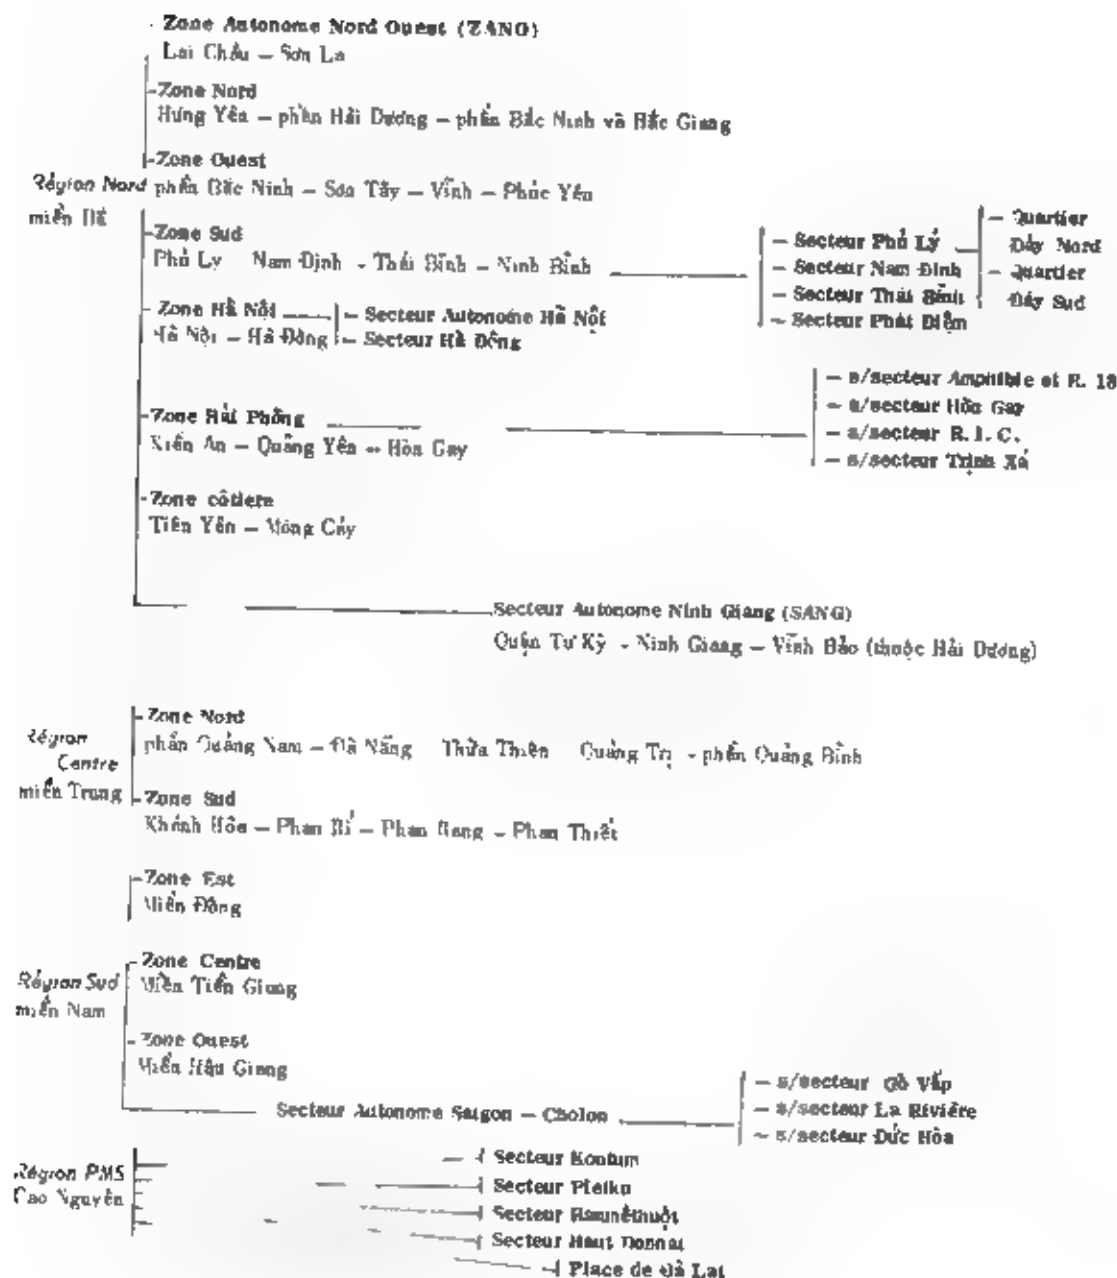 Zone Autonome Nord Ouest (ZANO)
Lai Châu – Sơn La
Zone Nord
Hưng Yên – phần Hải Dương – phần Bắc Ninh và Bắc Giang
Zone Ouest
Région Nord phần Bắc Ninh – Sơn Tây – Vĩnh – Phúc Yên
miền
Zone Sud
Phủ Lý Nam Định - Thái Bình – Ninh Bình
– Secteur Phủ Lý
– Secteur Nam Định
– Secteur Thái Bình
– Secteur Phát Diệm
– Quartier
Đáy Nord
– Quartier
Đáy Sud
Zone Hà Nội
Hà Nội – Hà Đông
– Secteur Autonome Hà Nội
– Secteur Hà Đông
– Zone Hải Phòng
Kiến An – Quảng Yên – Hòn Gay
– s/secteur Amphibie et R. 18
– s/secteur Hòn Gay
– s/secteur R. I. C.
– s/secteur Trịnh Xá
Zone côtière
Tiên Yên – Móng Cáy
Secteur Autonome Ninh Giang (SANG)
Quận Tứ Kỳ - Ninh Giang – Vĩnh Bảo (thuộc Hải Dương)
Région
Centre
miền Trung
– Zone Nord
phần Quảng Nam – Đà Nẵng Thừa Thiên Quảng Trị - phần Quảng Bình
– Zone Sud
Khánh Hòa – Phan Rí – Phan Rang – Phan Thiết
– Zone Est
Miền Đông
Région Sud
miền Nam
– Zone Centre
Miền Tiền Giang
– Zone Ouest
Miền Hậu Giang
Secteur Autonome Saigon – Cholon
– s/secteur Gò Vấp
– s/secteur La Rivière
– s/secteur Đức Hòa
Région PMS
Cao Nguyên
Secteur Kontum
Secteur Pleiku
Secteur Banmêthuột
Secteur Haut Donnai
Place de Đà Lạt